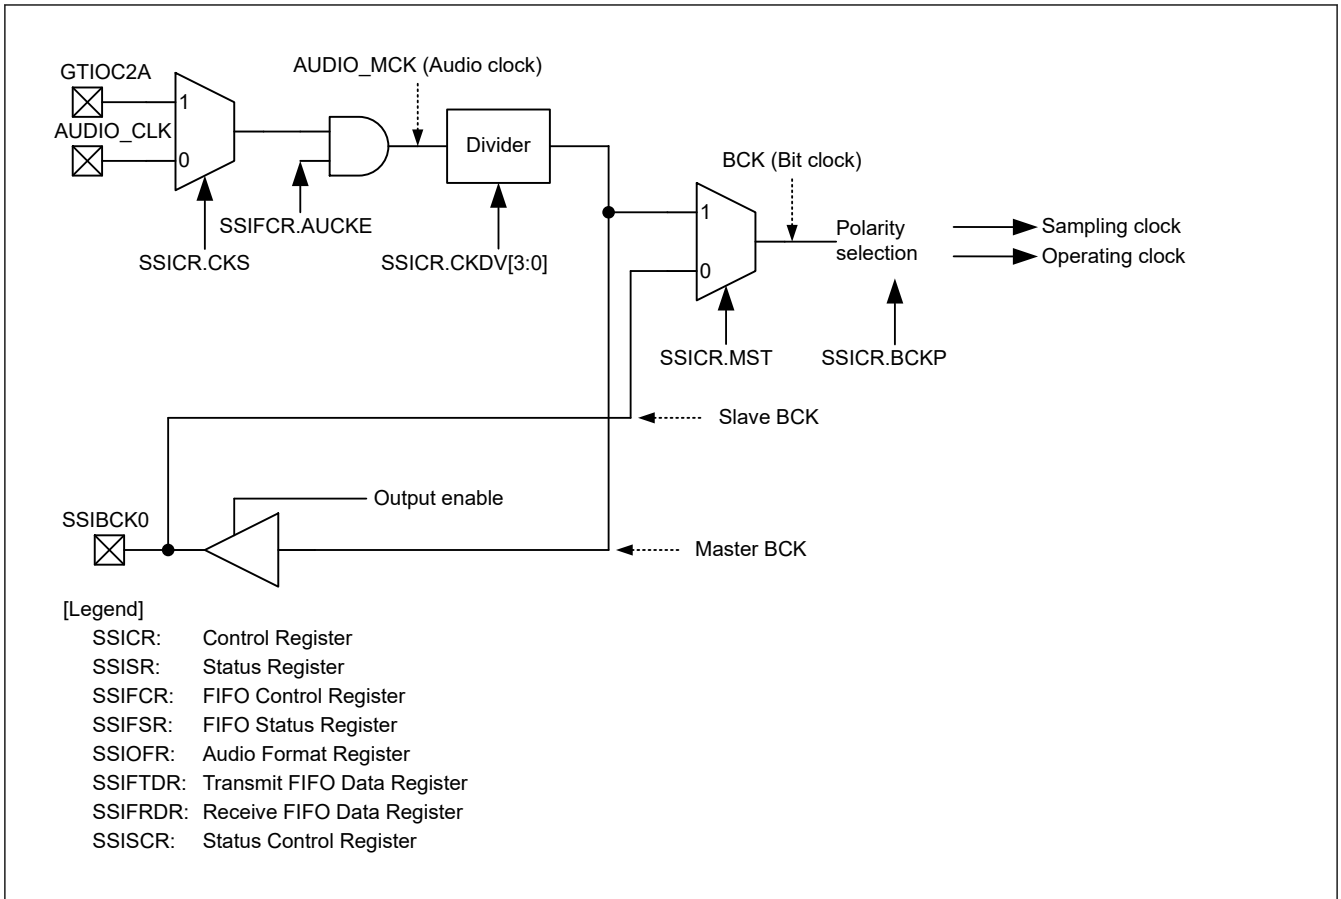 GTIOC2A
AUDIO_MCK (Audio clock)
1
AUDIO_CLK
Divider
0
BCK (Bit clock)
SSIFCR.AUCKE
1
Polarity
selection
Sampling clock
Operating clock
SSICR.CKS
SSICR.CKDV[3:0]
0
SSICR.MST
SSICR.BCKP
Slave BCK
Output enable
SSIBCK0
Master BCK
[Legend]
SSICR: Control Register
SSISR: Status Register
SSIFCR: FIFO Control Register
SSIFSR: FIFO Status Register
SSIOFR: Audio Format Register
SSIFTDR: Transmit FIFO Data Register
SSIFRDR: Receive FIFO Data Register
SSISCR: Status Control Register